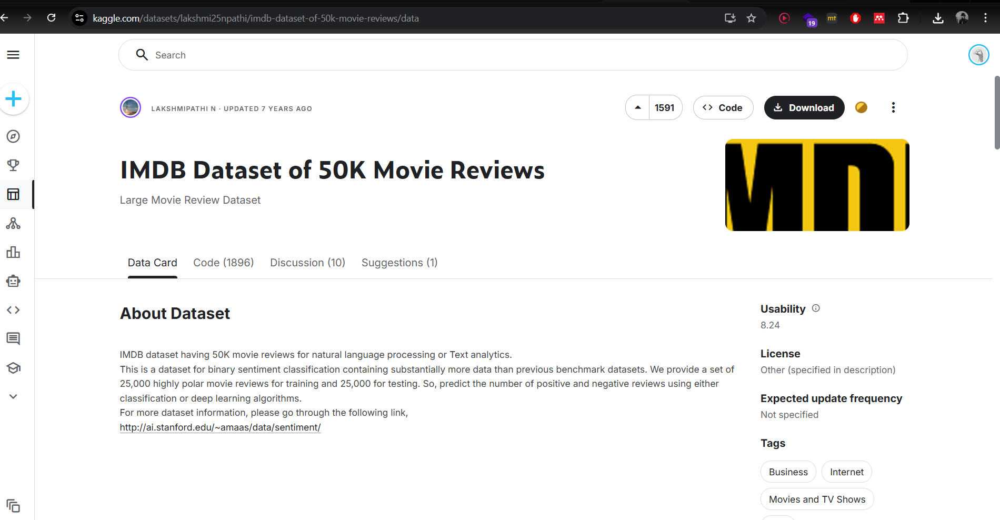 kaggle.com/datasets/lakshmi25npathi/imdb-dataset-of-50k-movie-reviews/data
19
mt
Search
LAKSHMIPATHI N · UPDATED 7 YEARS AGO
1591
Code
Download
IMDB Dataset of 50K Movie Reviews
Large Movie Review Dataset
MD
Data Card
Code (1896)
Discussion (10)
Suggestions (1)
About Dataset
IMDB dataset having 50K movie reviews for natural language processing or Text analytics.
This is a dataset for binary sentiment classification containing substantially more data than previous benchmark datasets. We provide a set of
25,000 highly polar movie reviews for training and 25,000 for testing. So, predict the number of positive and negative reviews using either
classification or deep learning algorithms.
For more dataset information, please go through the following link,
http://ai.stanford.edu/~amaas/data/sentiment/
Usability
8.24
License
Other (specified in description)
Expected update frequency
Not specified
Tags
Business
Internet
Movies and TV Shows